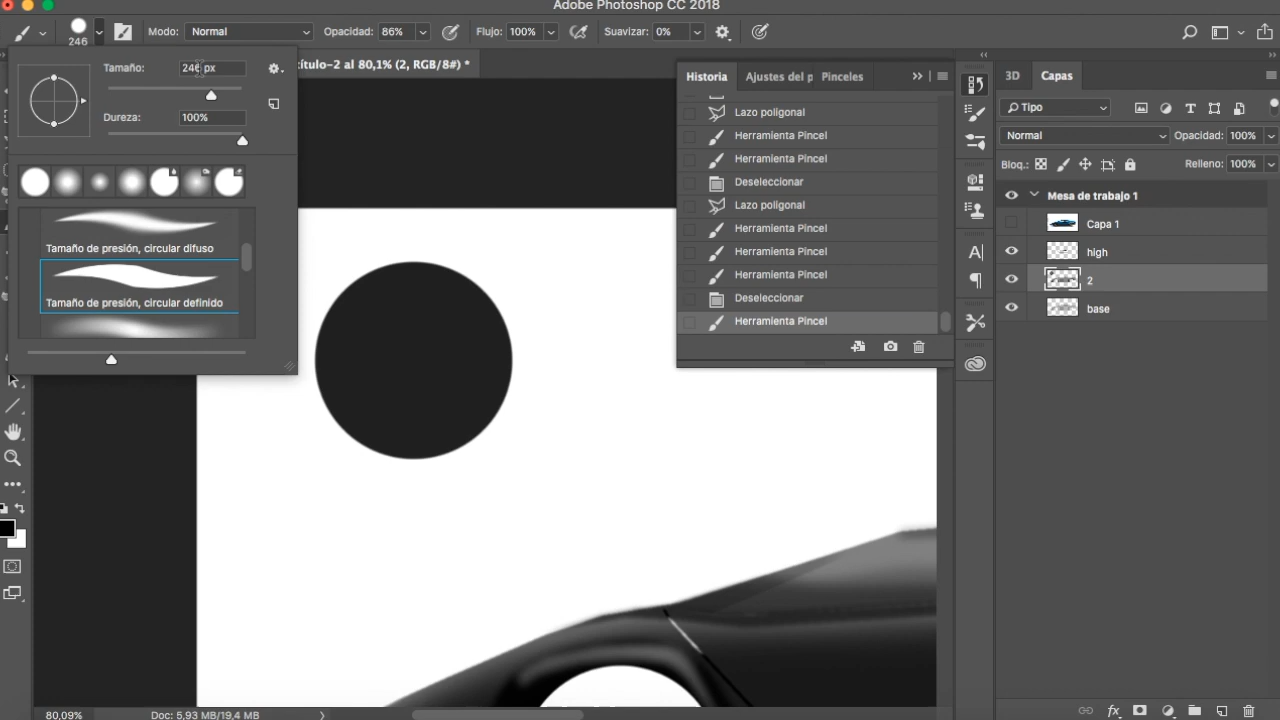 Adobe Photoshop CC 2018
246
Modo: Normal
Opacidad: 86%
Flujo: 100%
Suavizar: 0%
título-2 al 80,1% (2, RGB/8#) *
Tamaño: 246 px
Dureza: 100%
Tamaño de presión, circular difuso
Tamaño de presión, circular definido
Historia
Ajustes del p
Pinceles
Lazo poligonal
Herramienta Pincel
Herramienta Pincel
Deseleccionar
Lazo poligonal
Herramienta Pincel
Herramienta Pincel
Herramienta Pincel
Deseleccionar
Herramienta Pincel
3D
Capas
Tipo
Normal
Opacidad: 100%
Bloq.:
Relleno: 100%
Mesa de trabajo 1
Capa 1
high
2
base
80,09%
Doc: 5,93 MB/19,4 MB